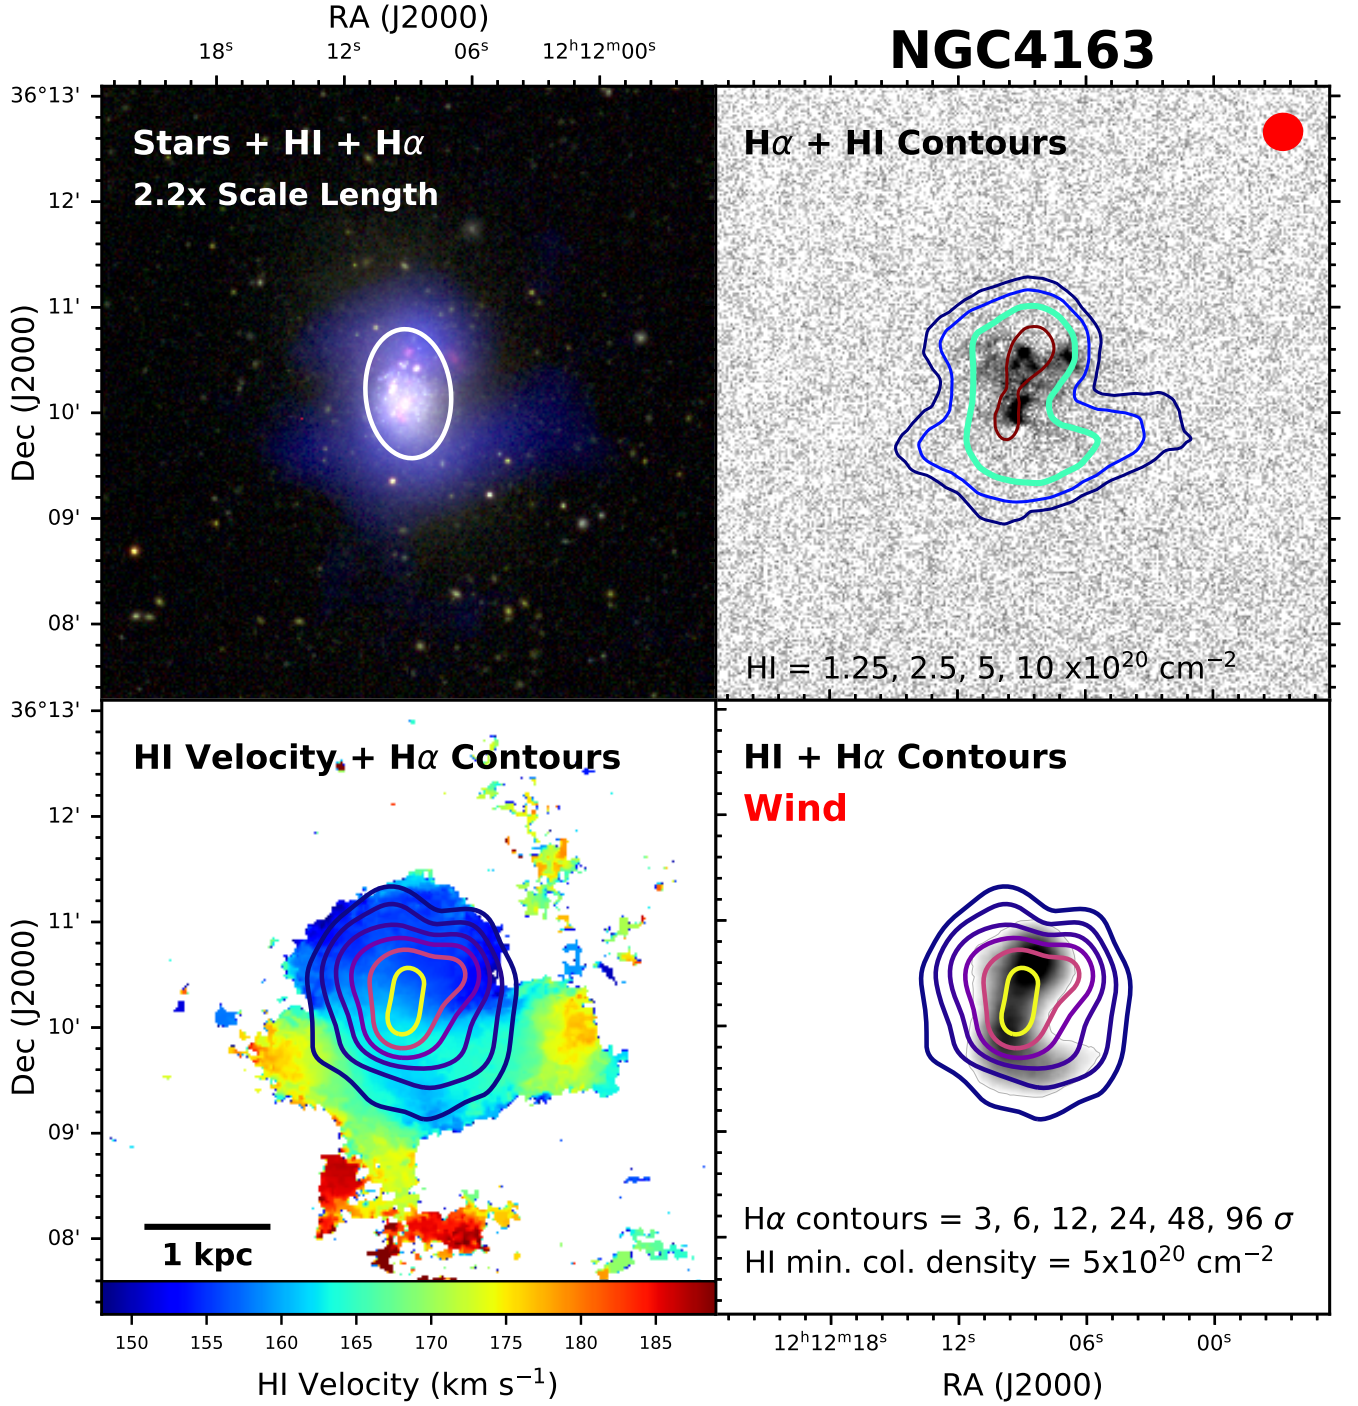 RA (J2000)
18ˢ 12ˢ 06ˢ 12ʰ12ᵐ00ˢ
NGC4163
36°13'
12'
11'
10'
09'
08'
Dec (J2000)
Stars + HI + Hα
2.2x Scale Length
Hα + HI Contours
HI = 1.25, 2.5, 5, 10 x10²⁰ cm⁻²
36°13'
12'
11'
10'
09'
08'
Dec (J2000)
HI Velocity + Hα Contours
1 kpc
HI + Hα Contours
Wind
Hα contours = 3, 6, 12, 24, 48, 96 σ
HI min. col. density = 5x10²⁰ cm⁻²
150 155 160 165 170 175 180 185
HI Velocity (km s⁻¹)
12ʰ12ᵐ18ˢ 12ˢ 06ˢ 00ˢ
RA (J2000)